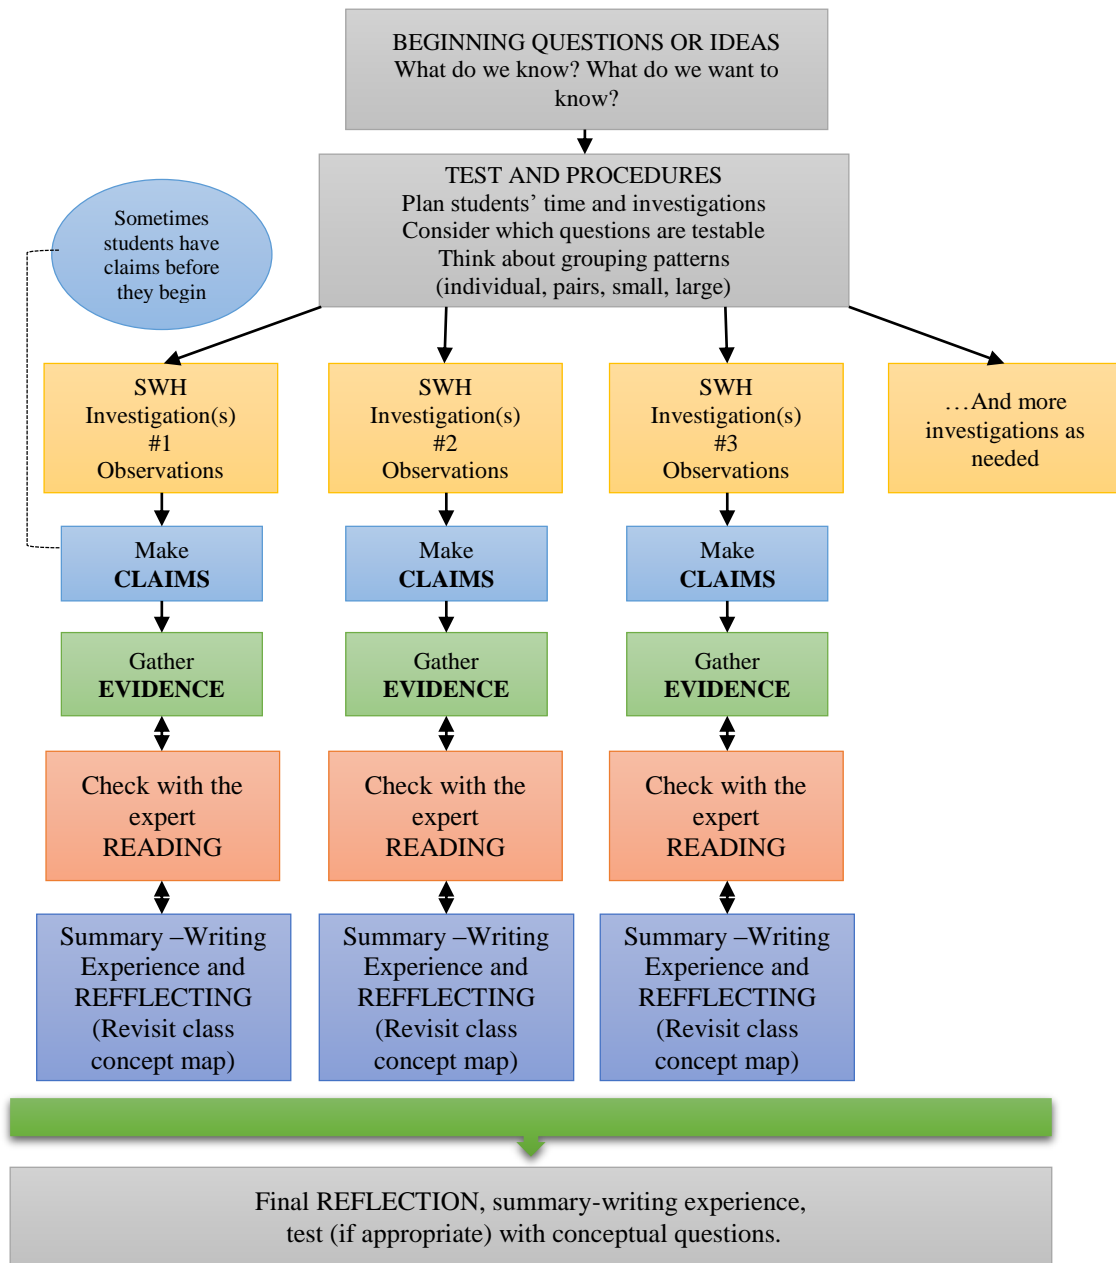 BEGINNING QUESTIONS OR IDEAS
What do we know? What do we want to
know?
TEST AND PROCEDURES
Plan students’ time and investigations
Consider which questions are testable
Think about grouping patterns
(individual, pairs, small, large)
Sometimes
students have
claims before
they begin
SWH
Investigation(s)
#1
Observations
SWH
Investigation(s)
#2
Observations
SWH
Investigation(s)
#3
Observations
…And more
investigations as
needed
Make
CLAIMS
Make
CLAIMS
Make
CLAIMS
Gather
EVIDENCE
Gather
EVIDENCE
Gather
EVIDENCE
Check with the
expert
READING
Check with the
expert
READING
Check with the
expert
READING
Summary –Writing
Experience and
REFFLECTING
(Revisit class
concept map)
Summary –Writing
Experience and
REFFLECTING
(Revisit class
concept map)
Summary –Writing
Experience and
REFFLECTING
(Revisit class
concept map)
Final REFLECTION, summary-writing experience,
test (if appropriate) with conceptual questions.